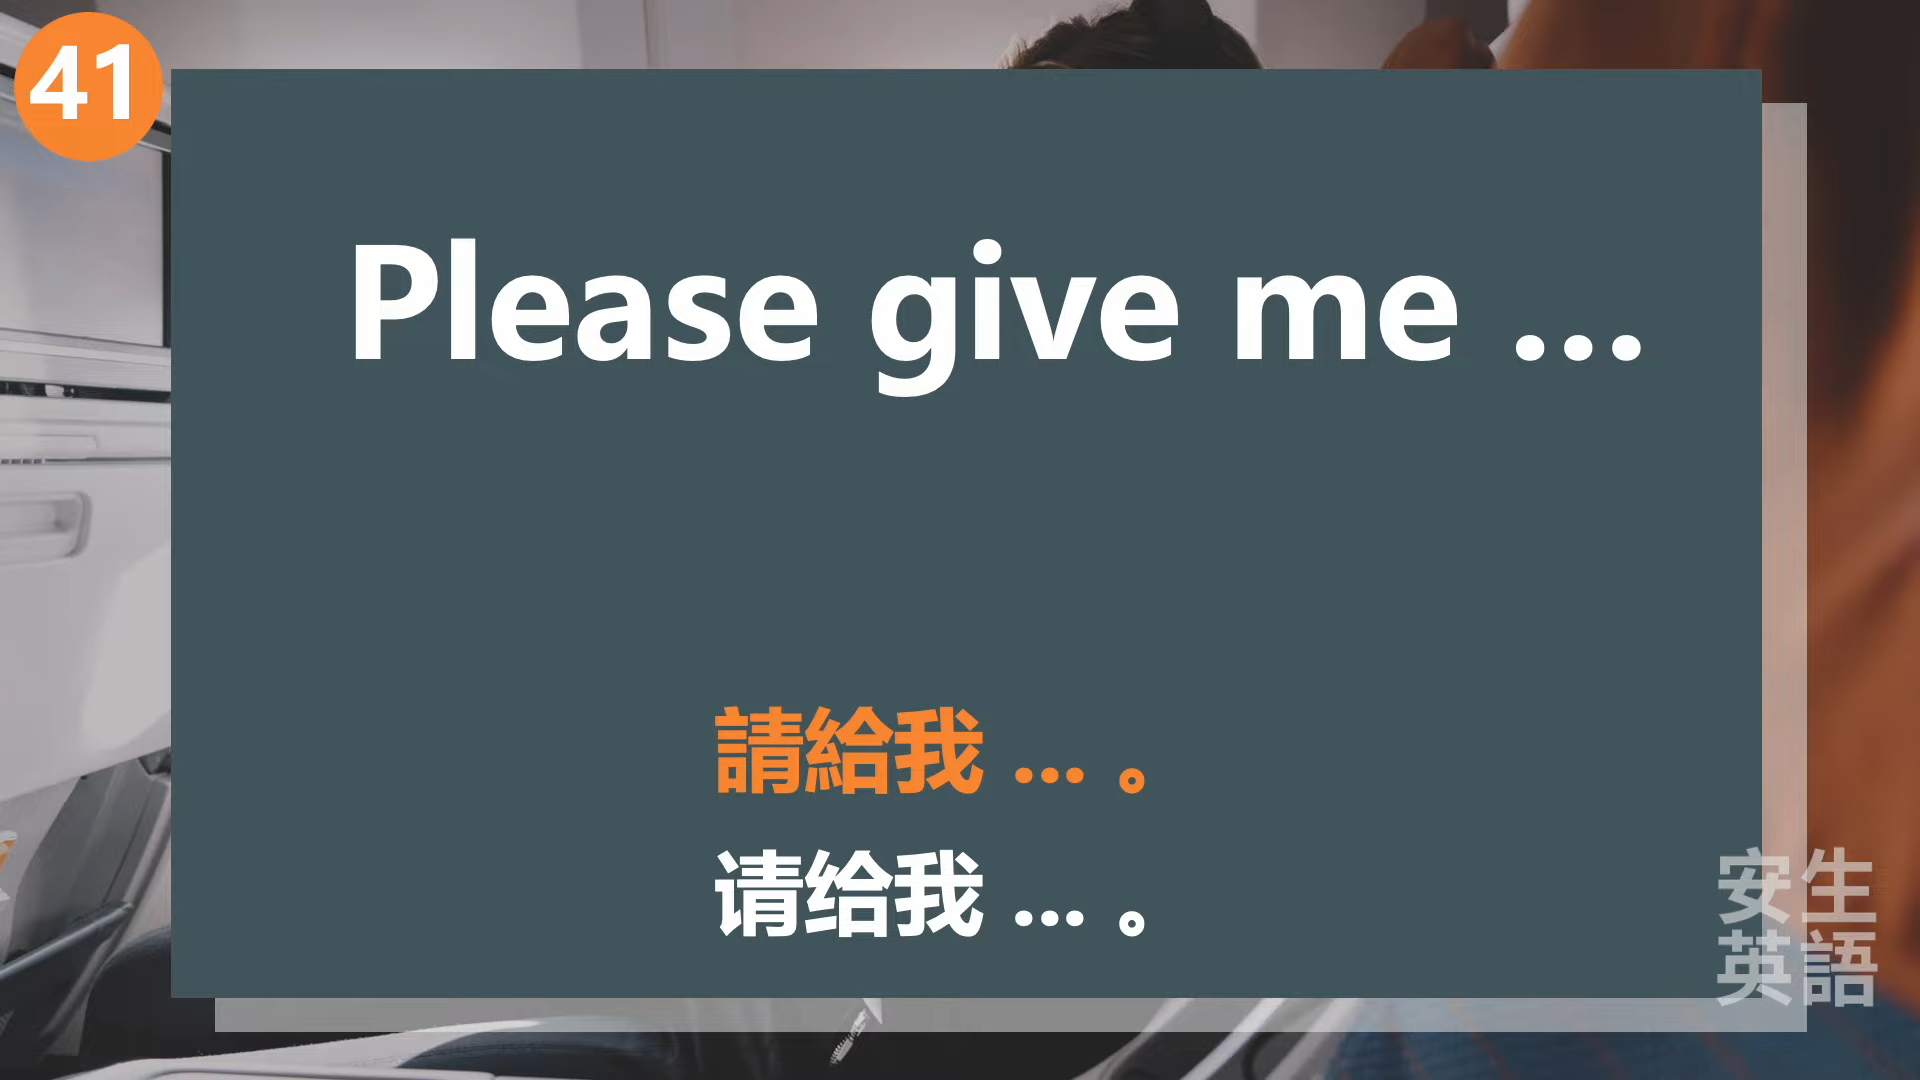 41
Please give me ...
請給我 ... 。
请给我 ... 。
安生
英語